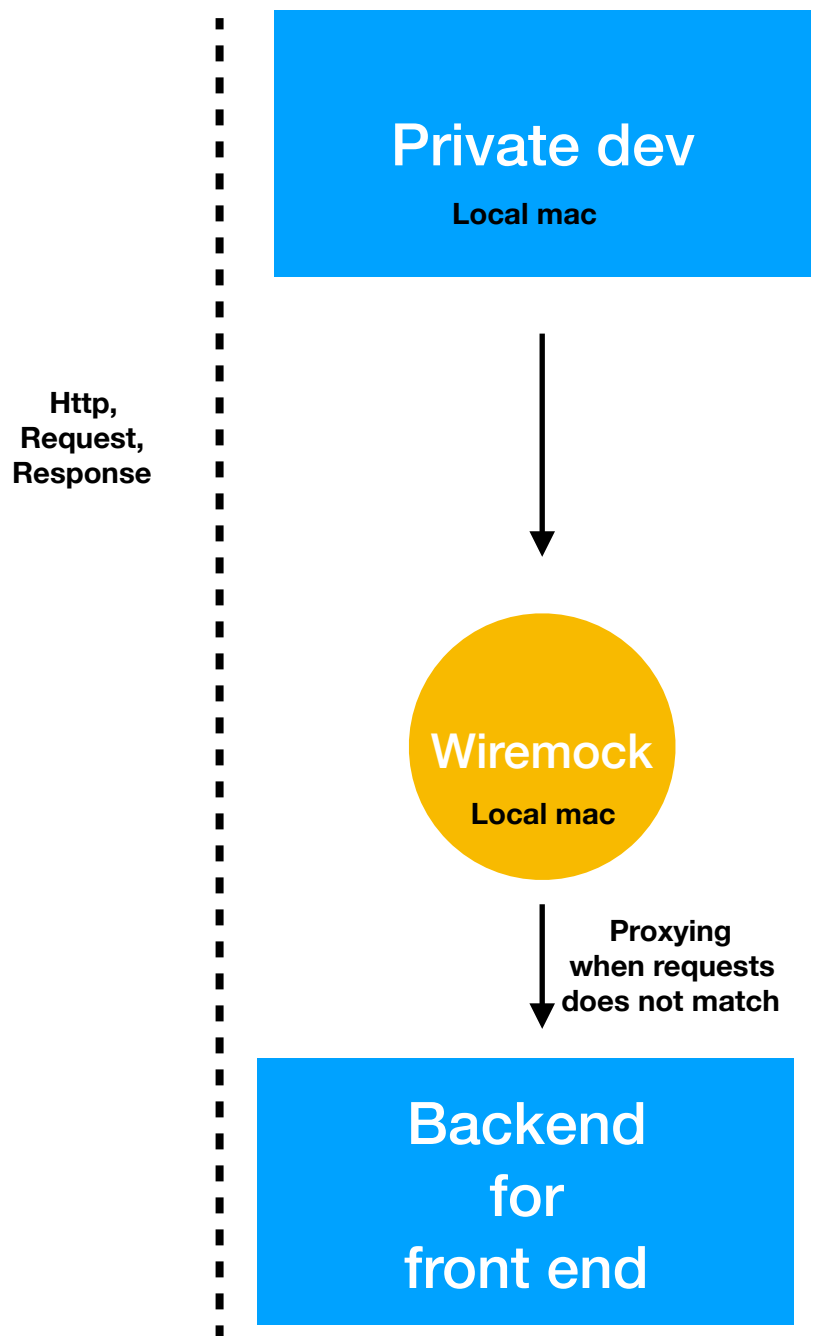 Private dev
Local mac
Http,
Request,
Response
Wiremock
Local mac
Proxying
when requests
does not match
Backend
for
front end